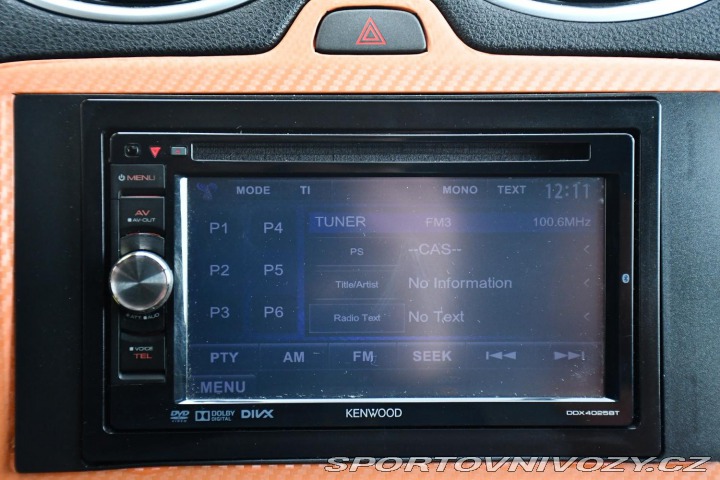 MENU
AV
AV-OUT
ATT AUD
VOICE
TEL
MODE TI MONO TEXT 12:11
P1 P4 TUNER FM3 100.6MHz
PS --CAS--
P2 P5
Title/Artist No Information
P3 P6 Radio Text No Text
PTY AM FM SEEK
MENU
DVD VIDEO DOLBY DIGITAL DIVX KENWOOD DDX4025BT
SPORTOVNIVOZY.CZ